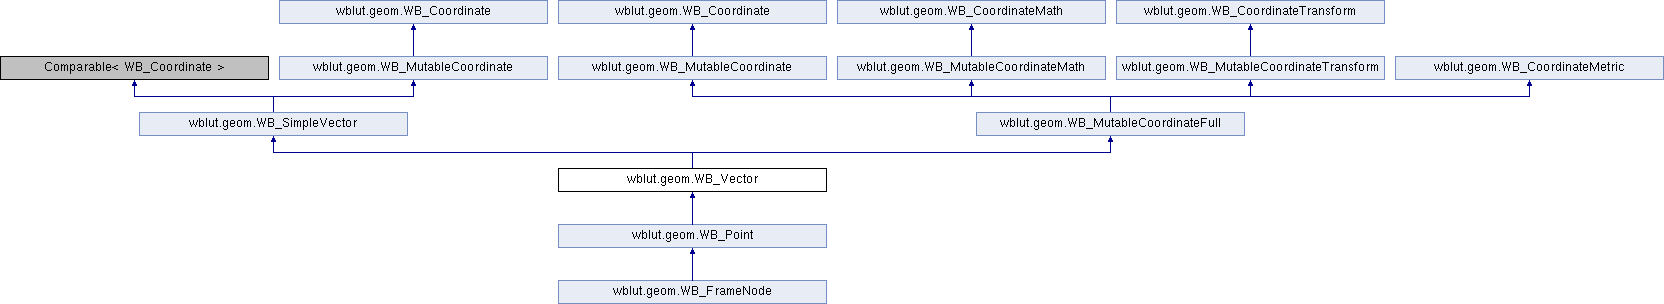 wblut.geom.WB_Coordinate
wblut.geom.WB_Coordinate
wblut.geom.WB_CoordinateMath
wblut.geom.WB_CoordinateTransform
Comparable< WB_Coordinate >
wblut.geom.WB_MutableCoordinate
wblut.geom.WB_MutableCoordinate
wblut.geom.WB_MutableCoordinateMath
wblut.geom.WB_MutableCoordinateTransform
wblut.geom.WB_CoordinateMetric
wblut.geom.WB_SimpleVector
wblut.geom.WB_MutableCoordinateFull
wblut.geom.WB_Vector
wblut.geom.WB_Point
wblut.geom.WB_FrameNode